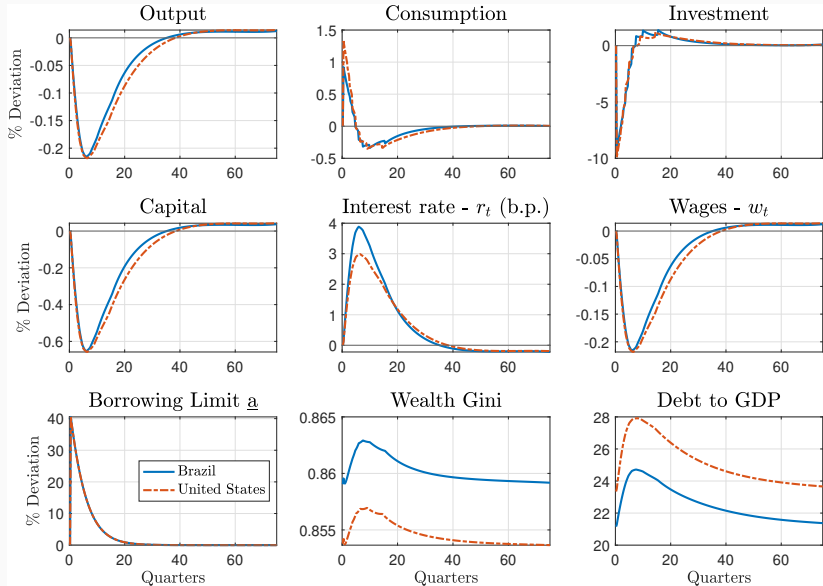 Output
Consumption
Investment
% Deviation
0
-0.05
-0.1
-0.15
-0.2
0 20 40 60
1.5
1
0.5
0
-0.5
0 20 40 60
0
-5
-10
0 20 40 60
Capital
Interest rate - rₜ (b.p.)
Wages - wₜ
% Deviation
0
-0.2
-0.4
-0.6
0 20 40 60
4
3
2
1
0
0 20 40 60
0
-0.05
-0.1
-0.15
-0.2
0 20 40 60
Borrowing Limit a
Wealth Gini
Debt to GDP
% Deviation
40
30
20
10
0
0 20 40 60
Brazil
United States
Quarters
0.865
0.86
0.855
0 20 40 60
Quarters
28
26
24
22
20
0 20 40 60
Quarters